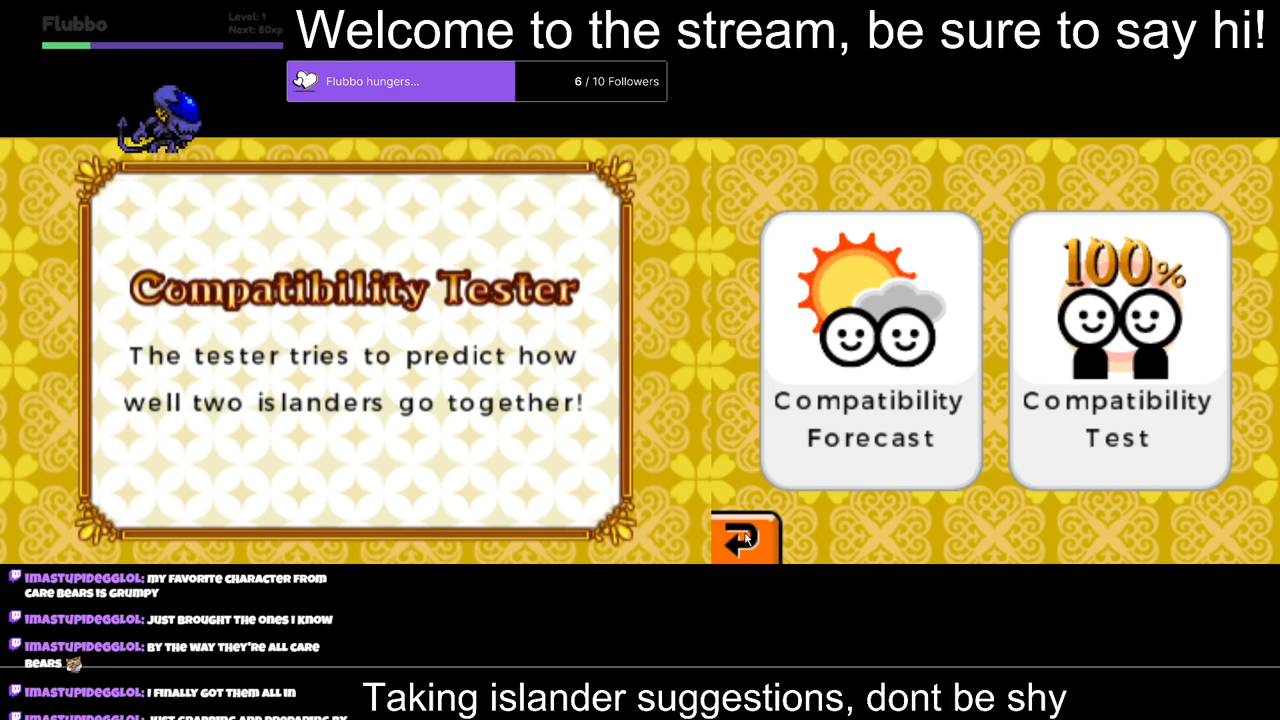 Flubbo
Level: 1
Next: 80xp
Welcome to the stream, be sure to say hi!
Flubbo hungers...
6 / 10 Followers
Compatibility Tester
The tester tries to predict how
well two islanders go together!
Compatibility
Forecast
100%
Compatibility
Test
IMASTUPIDEGGLOL: MY FAVORITE CHARACTER FROM
CARE BEARS IS GRUMPY
IMASTUPIDEGGLOL: JUST BROUGHT THE ONES I KNOW
IMASTUPIDEGGLOL: BY THE WAY THEY'RE ALL CARE
BEARS
IMASTUPIDEGGLOL: I FINALLY GOT THEM ALL IN
Taking islander suggestions, dont be shy